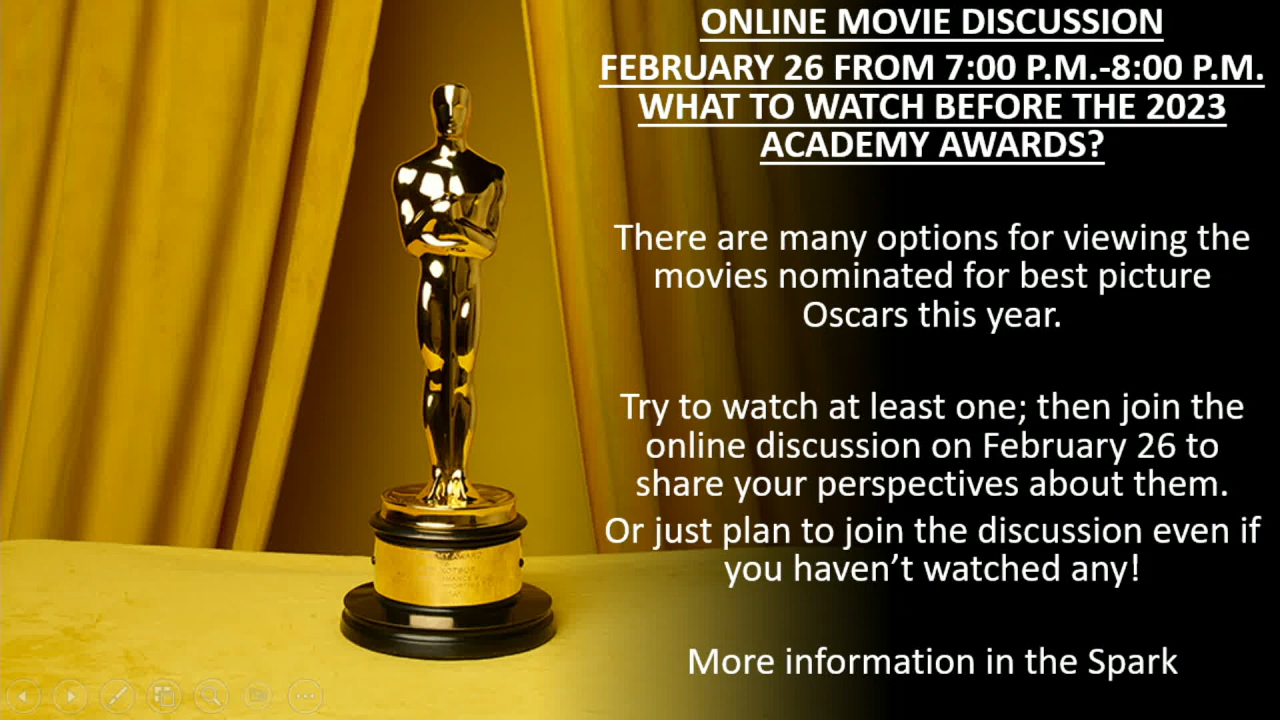 ONLINE MOVIE DISCUSSION
FEBRUARY 26 FROM 7:00 P.M.-8:00 P.M.
WHAT TO WATCH BEFORE THE 2023
ACADEMY AWARDS?
There are many options for viewing the
movies nominated for best picture
Oscars this year.
Try to watch at least one; then join the
online discussion on February 26 to
share your perspectives about them.
Or just plan to join the discussion even if
you haven’t watched any!
More information in the Spark